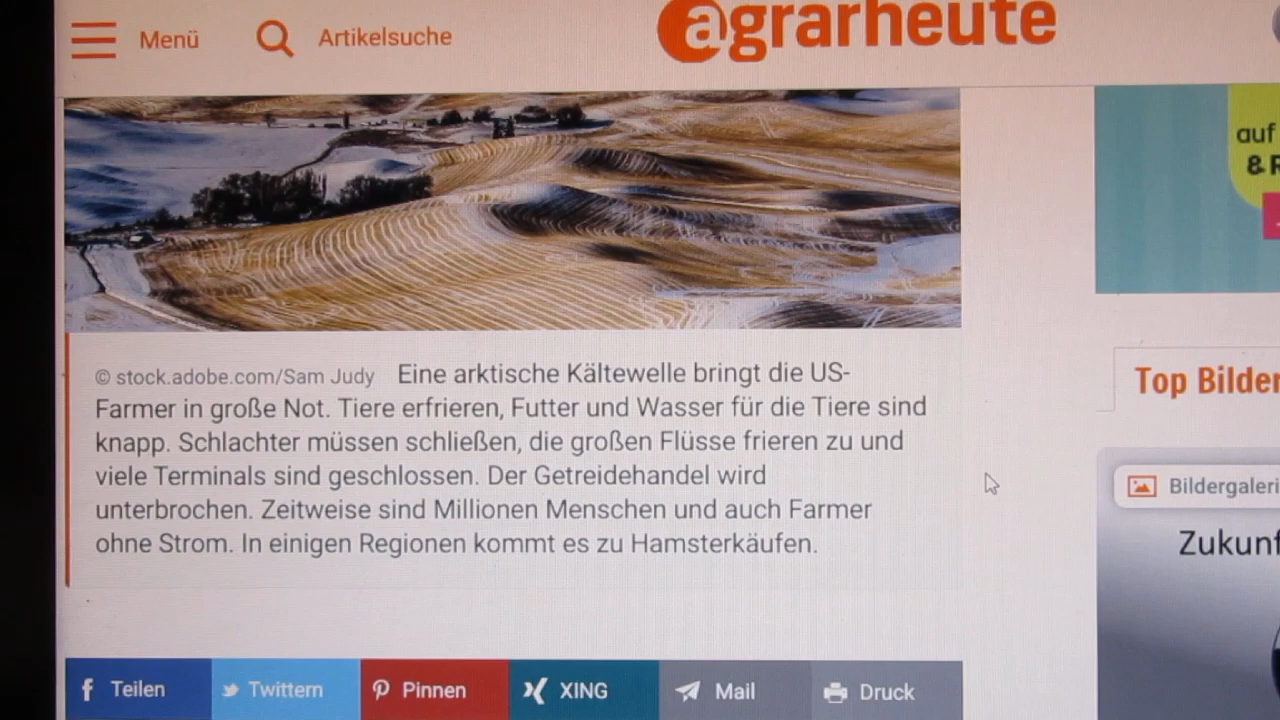 Menü
Artikelsuche
agrarheute
auf
& R
© stock.adobe.com/Sam Judy Eine arktische Kältewelle bringt die US-
Farmer in große Not. Tiere erfrieren, Futter und Wasser für die Tiere sind
knapp. Schlachter müssen schließen, die großen Flüsse frieren zu und
viele Terminals sind geschlossen. Der Getreidehandel wird
unterbrochen. Zeitweise sind Millionen Menschen und auch Farmer
ohne Strom. In einigen Regionen kommt es zu Hamsterkäufen.
Top Bilder
Bildergaleri
Zukunf
Teilen
Twittern
Pinnen
XING
Mail
Druck